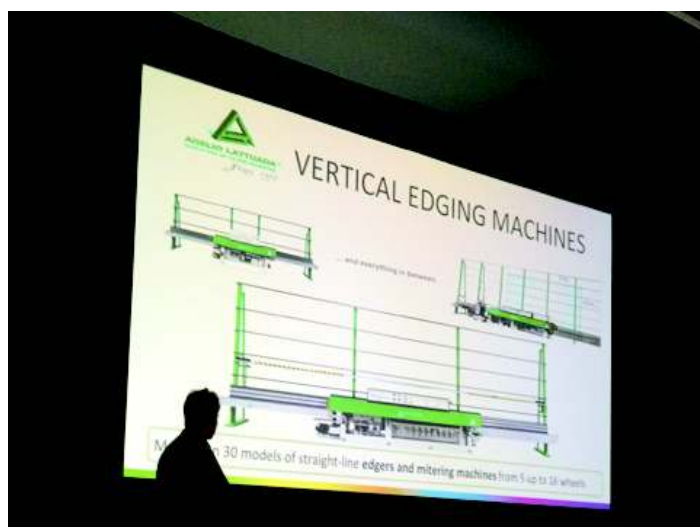 ADELIO LATTUADA
VERTICAL EDGING MACHINES
... and everything in between
30 models of straight-line edgers and mitering machines from 5 up to 16 wheels